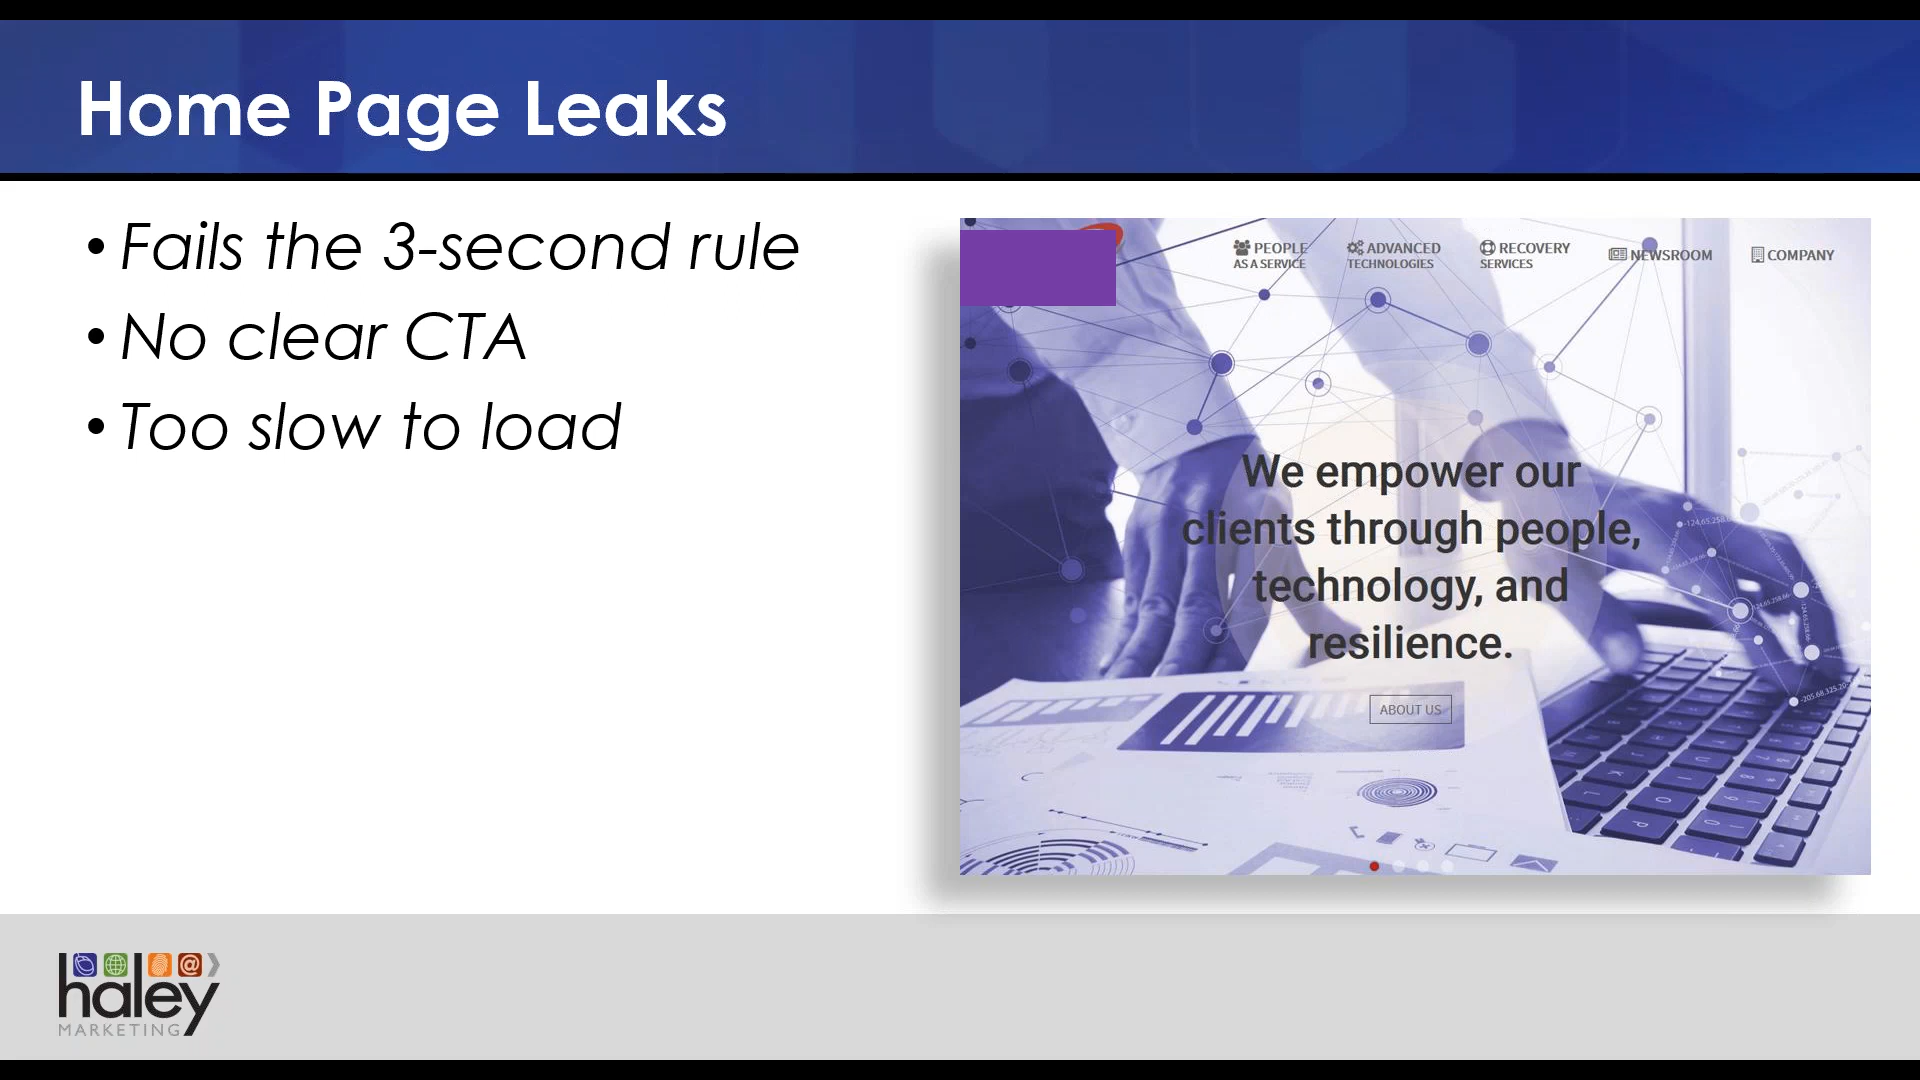 Home Page Leaks
• Fails the 3-second rule
• No clear CTA
• Too slow to load
PEOPLE
AS A SERVICE
ADVANCED
TECHNOLOGIES
RECOVERY
SERVICES
NEWSROOM
COMPANY
We empower our
clients through people,
technology, and
resilience.
ABOUT US
haley
MARKETING